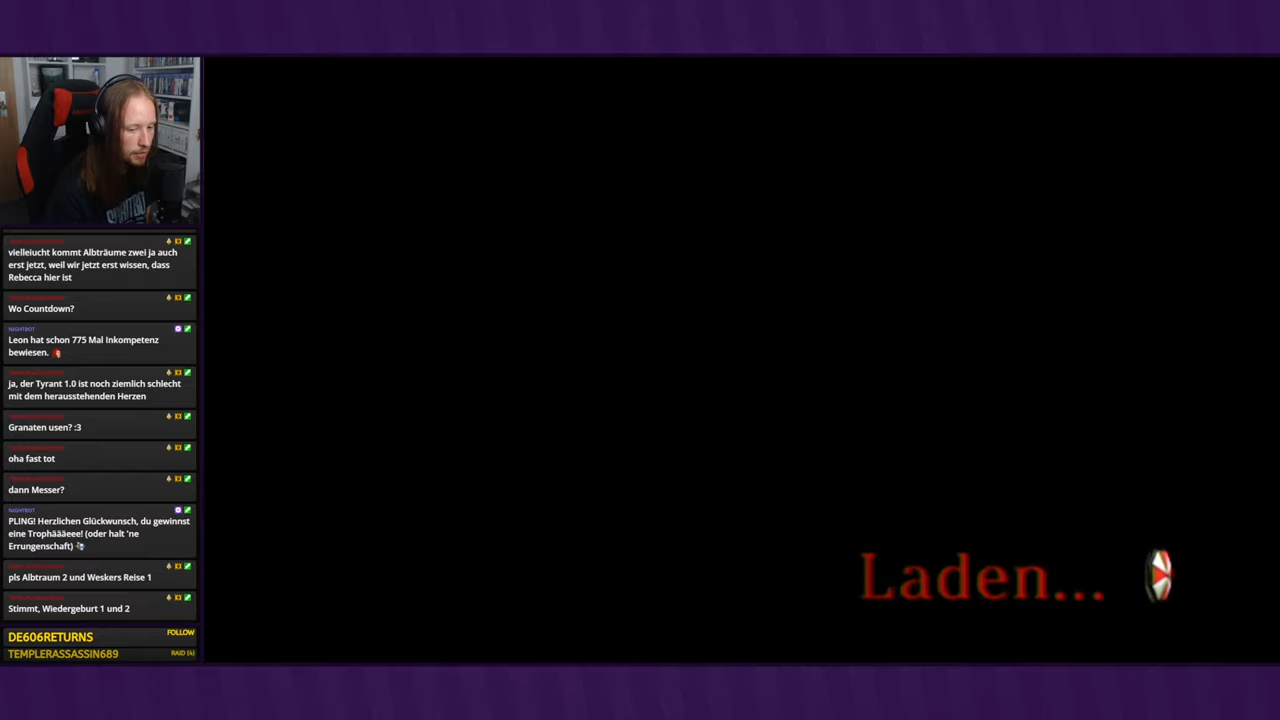 vielleiucht kommt Albträume zwei ja auch
erst jetzt, weil wir jetzt erst wissen, dass
Rebecca hier ist
Wo Countdown?
NIGHTBOT
Leon hat schon 775 Mal Inkompetenz
bewiesen.
ja, der Tyrant 1.0 ist noch ziemlich schlecht
mit dem herausstehenden Herzen
Granaten usen? :3
oha fast tot
dann Messer?
NIGHTBOT
PLING! Herzlichen Glückwunsch, du gewinnst
eine Trophäääeee! (oder halt 'ne
Errungenschaft)
pls Albtraum 2 und Weskers Reise 1
Stimmt, Wiedergeburt 1 und 2
DE606RETURNS FOLLOW
TEMPLERASSASSIN689 RAID (4)
Laden...